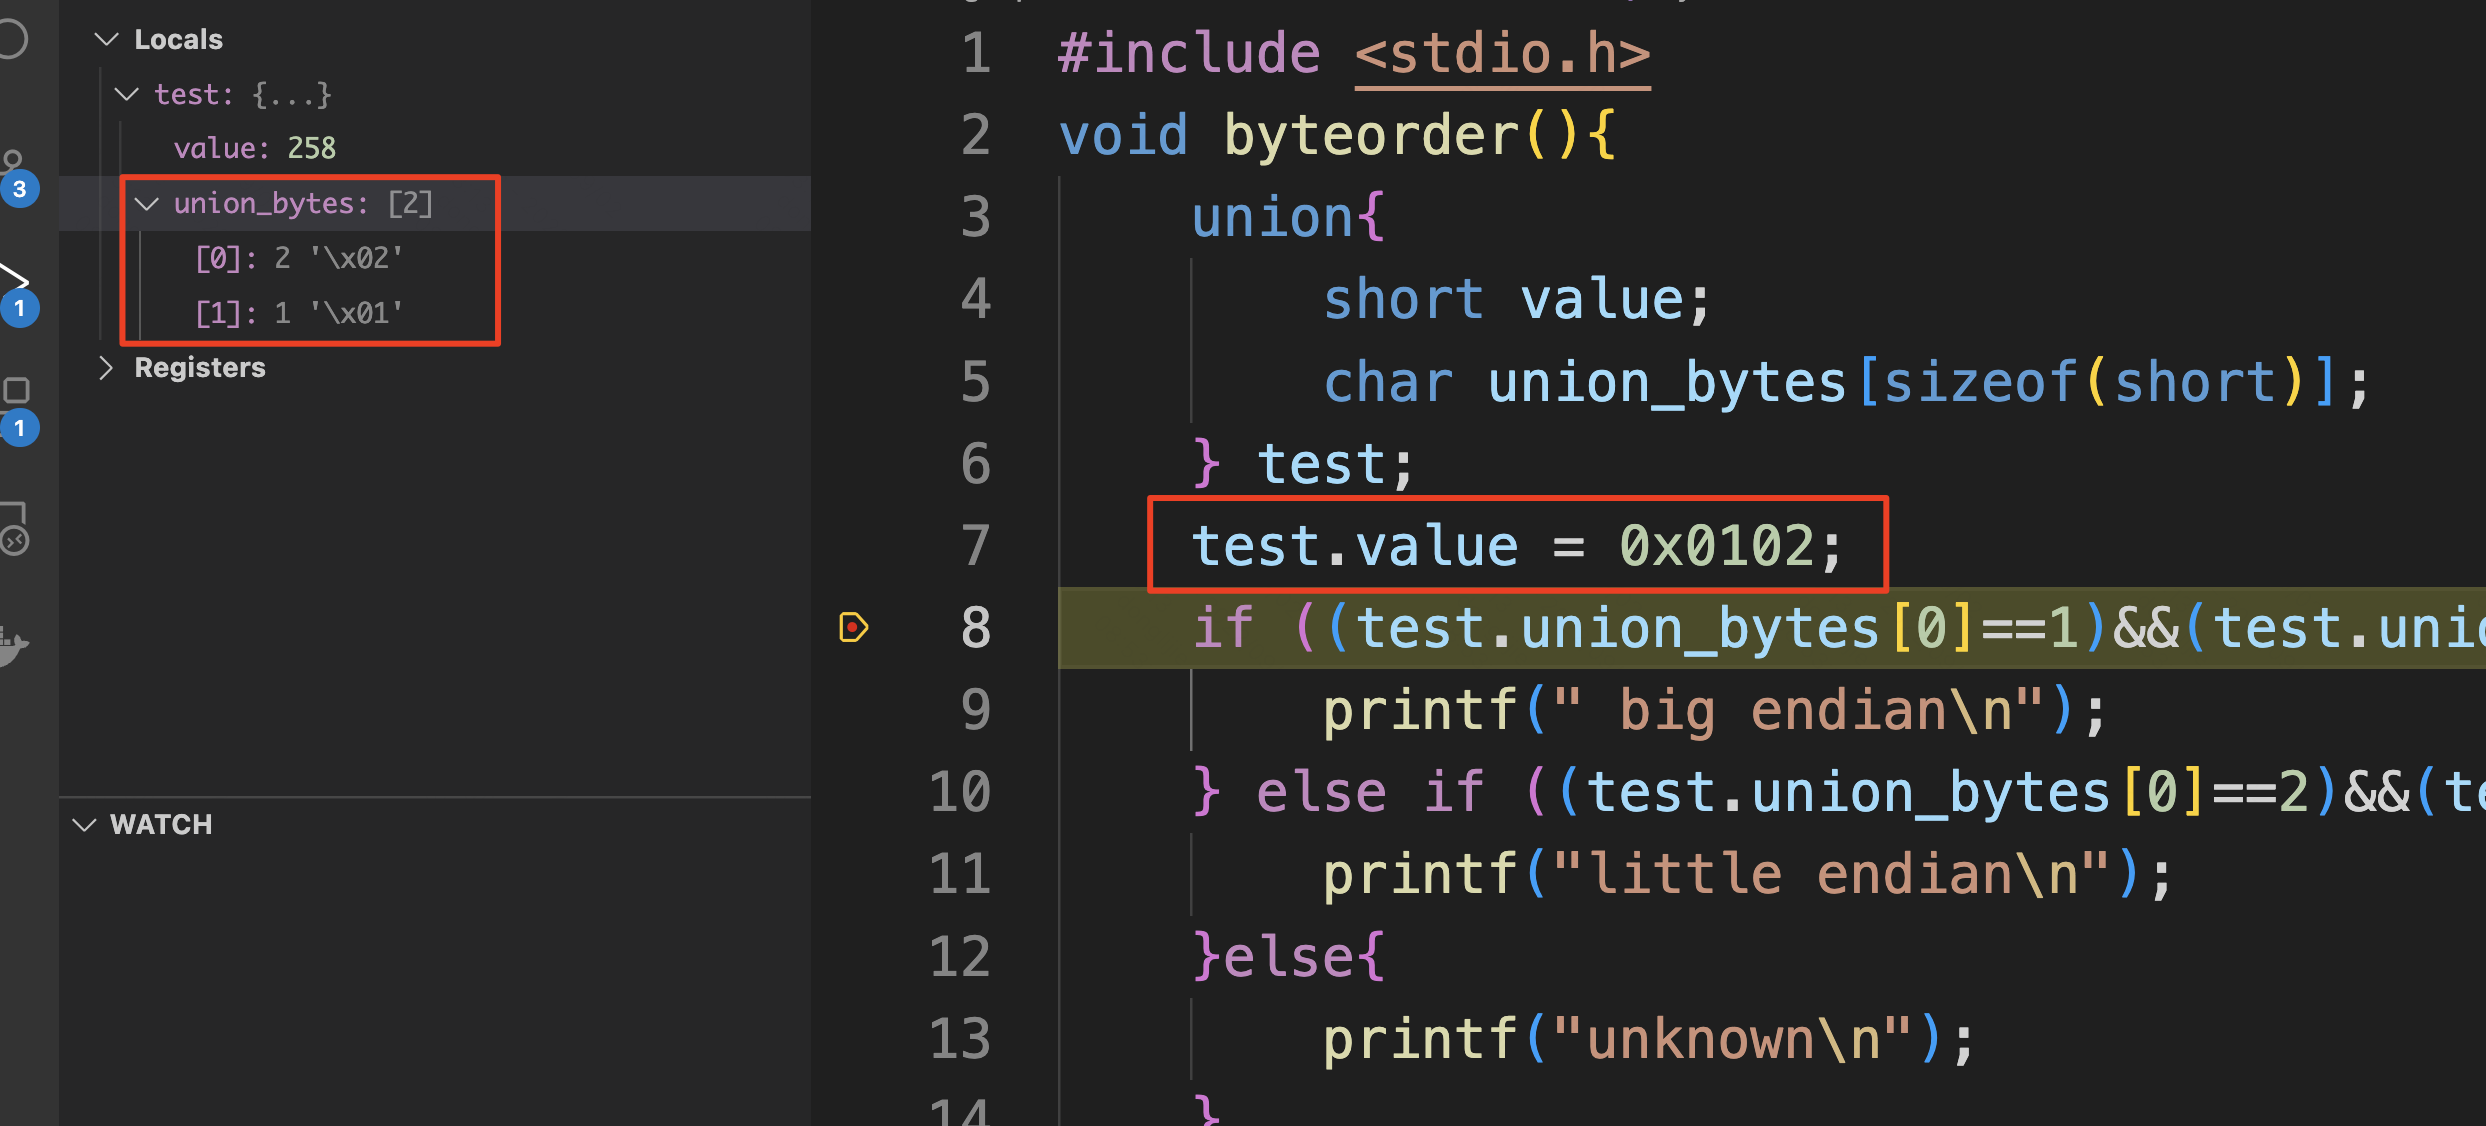 Locals
test: {...}
value: 258
union_bytes: [2]
[0]: 2 '\x02'
[1]: 1 '\x01'
Registers
WATCH
3
1
1
1 #include <stdio.h>
2 void byteorder(){
3 union{
4 short value;
5 char union_bytes[sizeof(short)];
6 } test;
7 test.value = 0x0102;
8 if ((test.union_bytes[0]==1)&&(test.unio
9 printf(" big endian\n");
10 } else if ((test.union_bytes[0]==2)&&(te
11 printf("little endian\n");
12 }else{
13 printf("unknown\n");
14 }